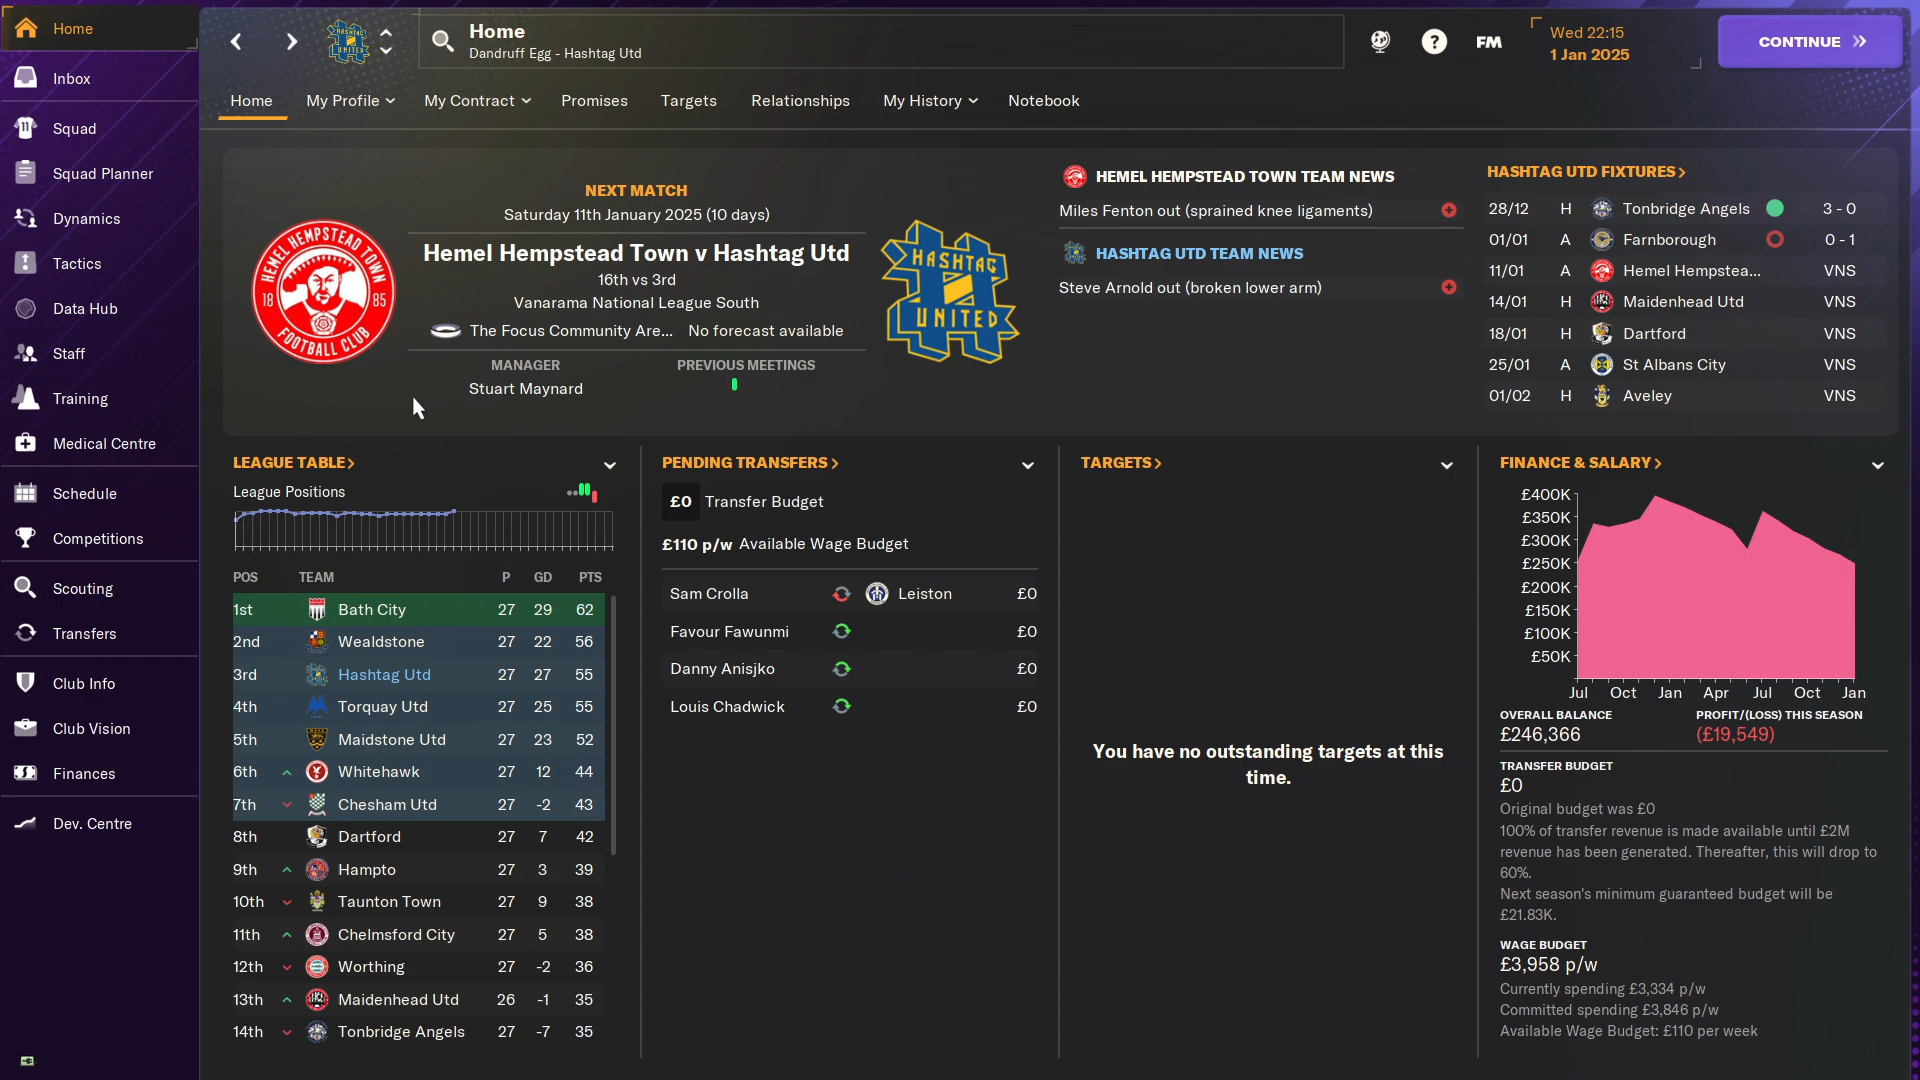 Home
Inbox
Squad
Squad Planner
Dynamics
Tactics
Data Hub
Staff
Training
Medical Centre
Schedule
Competitions
Scouting
Transfers
Club Info
Club Vision
Finances
Dev. Centre
HASHTAG UNITED
Home
Dandruff Egg - Hashtag Utd
?
FM
Wed 22:15
1 Jan 2025
CONTINUE
Home
My Profile
My Contract
Promises
Targets
Relationships
My History
Notebook
HEMEL HEMPSTEAD TOWN
18 85
FOOTBALL CLUB
NEXT MATCH
Saturday 11th January 2025 (10 days)
Hemel Hempstead Town v Hashtag Utd
16th vs 3rd
Vanarama National League South
The Focus Community Are... No forecast available
MANAGER
Stuart Maynard
PREVIOUS MEETINGS
HASHTAG
UNITED
HEMEL HEMPSTEAD TOWN TEAM NEWS
Miles Fenton out (sprained knee ligaments)
HASHTAG UTD TEAM NEWS
Steve Arnold out (broken lower arm)
HASHTAG UTD FIXTURES >
28/12 H Tonbridge Angels 3 - 0
01/01 A Farnborough 0 - 1
11/01 A Hemel Hempstea... VNS
14/01 H Maidenhead Utd VNS
18/01 H Dartford VNS
25/01 A St Albans City VNS
01/02 H Aveley VNS
LEAGUE TABLE >
League Positions
POS TEAM P GD PTS
1st Bath City 27 29 62
2nd Wealdstone 27 22 56
3rd Hashtag Utd 27 27 55
4th Torquay Utd 27 25 55
5th Maidstone Utd 27 23 52
6th Whitehawk 27 12 44
7th Chesham Utd 27 -2 43
8th Dartford 27 7 42
9th Hampto 27 3 39
10th Taunton Town 27 9 38
11th Chelmsford City 27 5 38
12th Worthing 27 -2 36
13th Maidenhead Utd 26 -1 35
14th Tonbridge Angels 27 -7 35
PENDING TRANSFERS >
£0 Transfer Budget
£110 p/w Available Wage Budget
Sam Crolla Leiston £0
Favour Fawunmi £0
Danny Anisjko £0
Louis Chadwick £0
TARGETS >
You have no outstanding targets at this
time.
FINANCE & SALARY >
£400K
£350K
£300K
£250K
£200K
£150K
£100K
£50K
Jul Oct Jan Apr Jul Oct Jan
OVERALL BALANCE
£246,366
PROFIT/(LOSS) THIS SEASON
(£19,549)
TRANSFER BUDGET
£0
Original budget was £0
100% of transfer revenue is made available until £2M
revenue has been generated. Thereafter, this will drop to
60%.
Next season's minimum guaranteed budget will be
£21.83K.
WAGE BUDGET
£3,958 p/w
Currently spending £3,334 p/w
Committed spending £3,846 p/w
Available Wage Budget: £110 per week